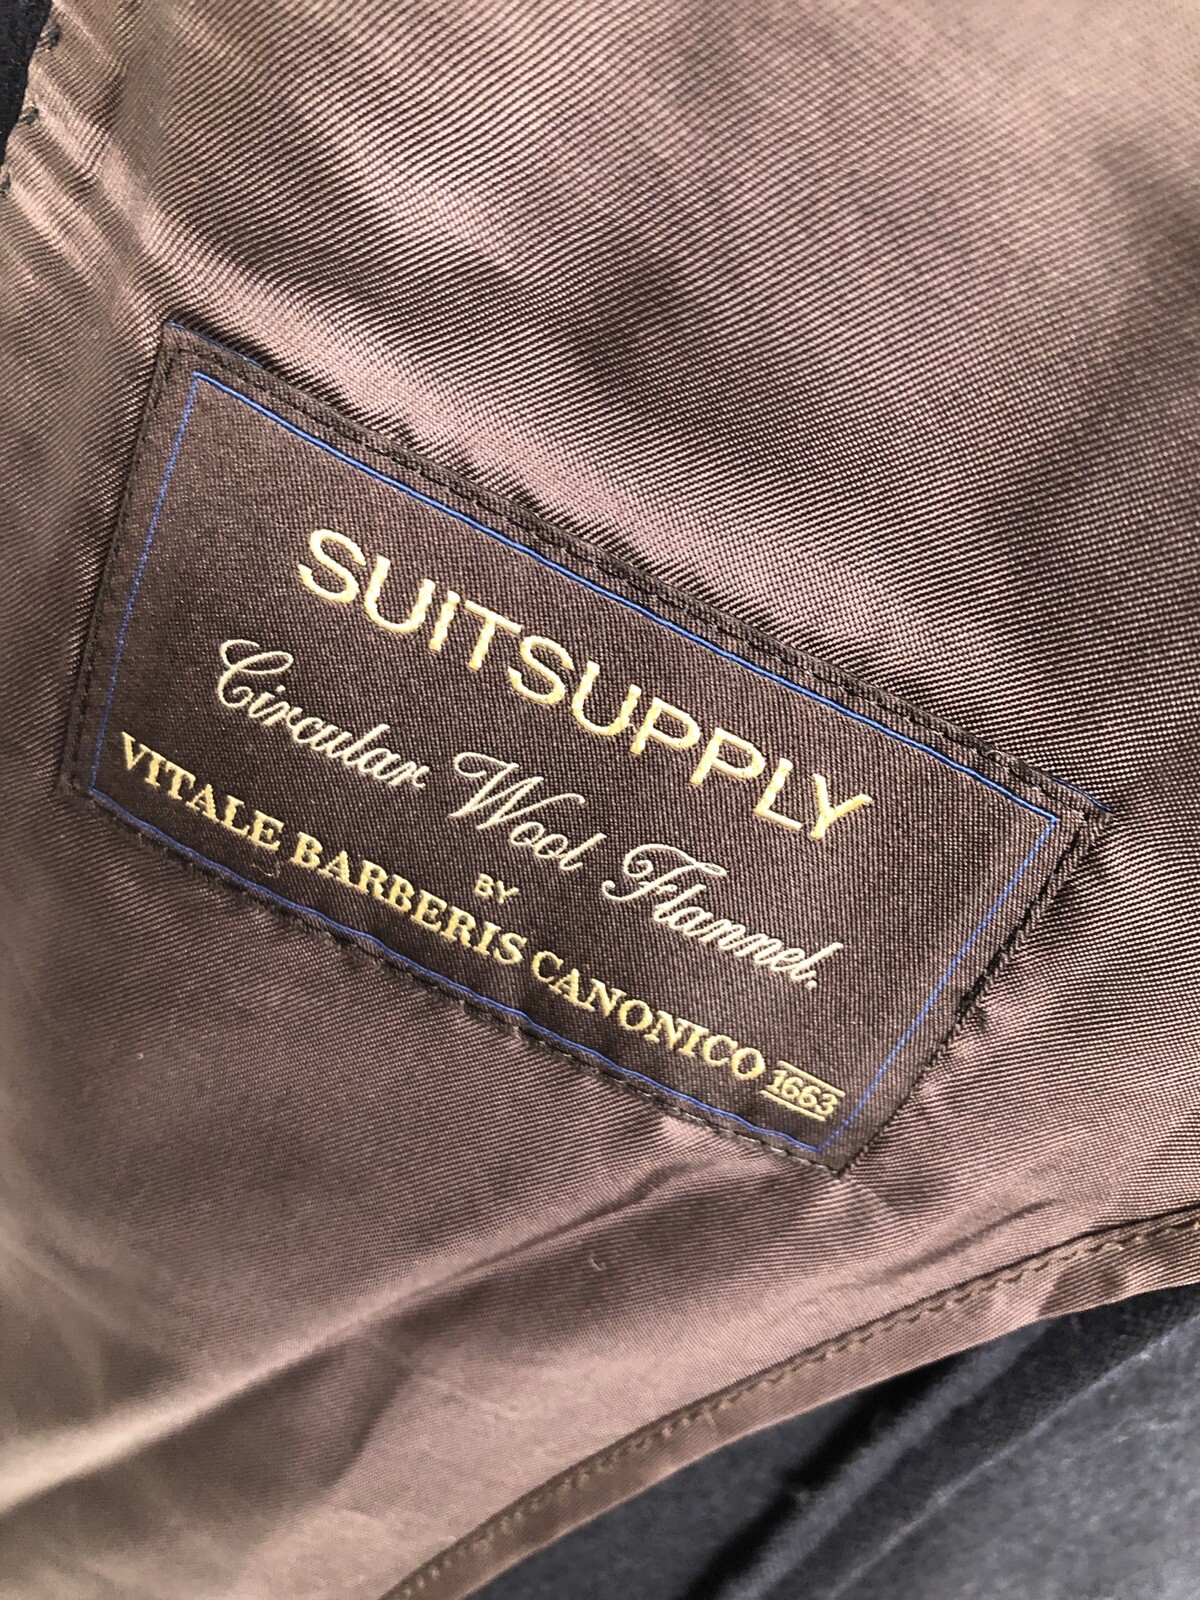 SUITSUPPLY
Circular Wool Flannel.
BY
VITALE BARBERIS CANONICO 1663